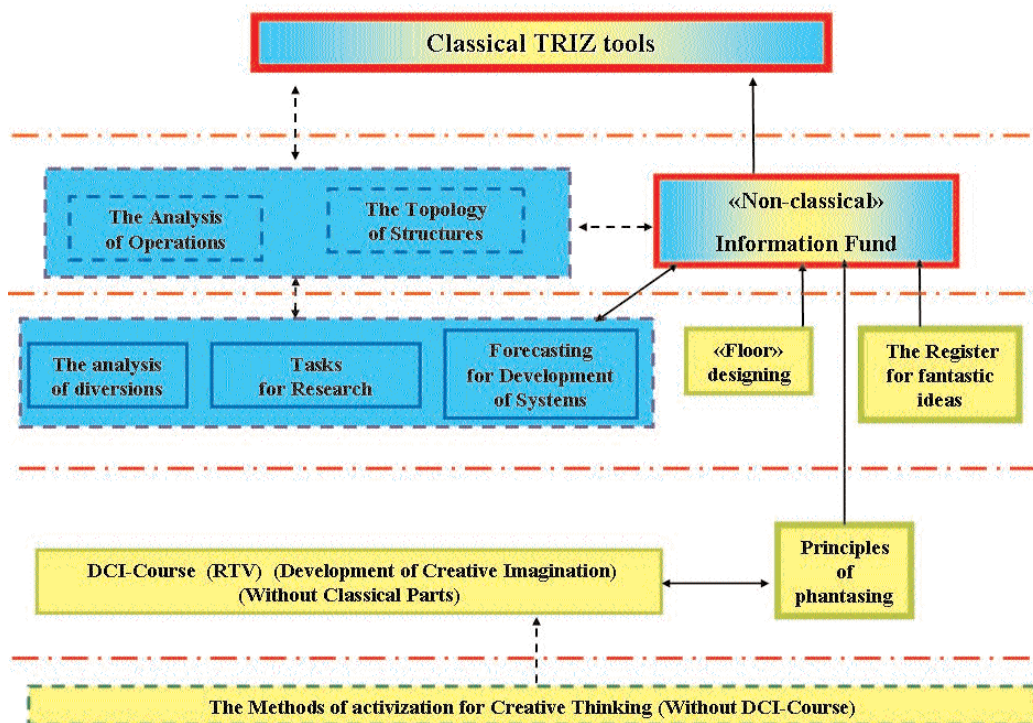 Classical TRIZ tools
The Analysis
of Operations
The Topology
of Structures
«Non-classical»
Information Fund
The analysis
of diversions
Tasks
for Research
Forecasting
for Development
of Systems
«Floor»
designing
The Register
for fantastic
ideas
DCI-Course (RTV) (Development of Creative Imagination)
(Without Classical Parts)
Principles
of
phantasing
The Methods of activization for Creative Thinking (Without DCI-Course)